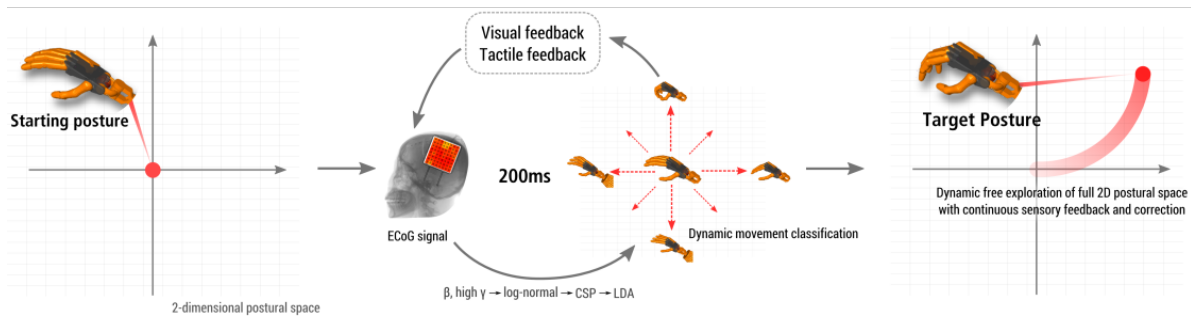 Starting posture
2-dimensional postural space
Visual feedback
Tactile feedback
ECoG signal
200ms
Dynamic movement classification
β, high γ → log-normal → CSP → LDA
Target Posture
Dynamic free exploration of full 2D postural space
with continuous sensory feedback and correction